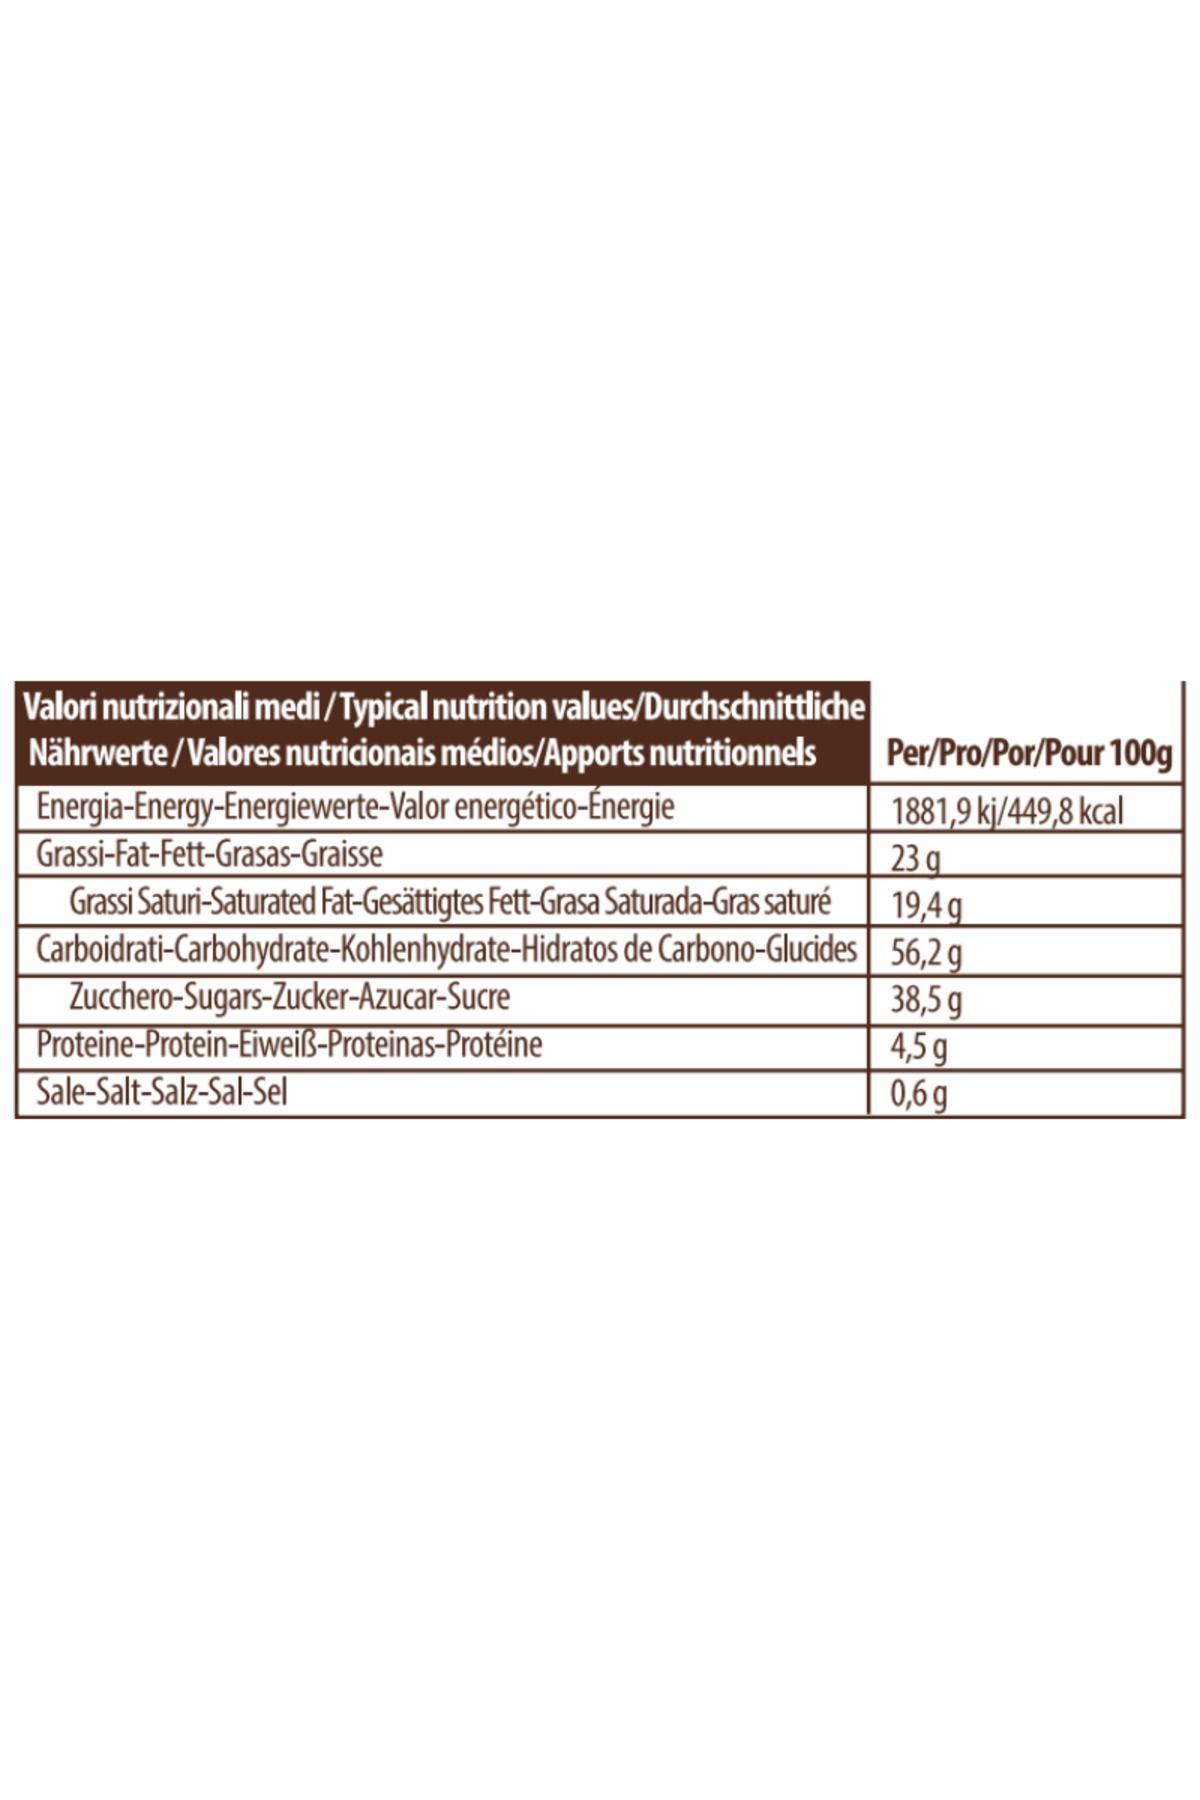 Valori nutrizionali medi / Typical nutrition values/Durchschnittliche
Nährwerte / Valores nutricionais médios/Apports nutritionnels
Per/Pro/Por/Pour 100g
Energia-Energy-Energiewerte-Valor energético-Énergie
1881,9 kj/449,8 kcal
Grassi-Fat-Fett-Grasas-Graisse
23 g
Grassi Saturi-Saturated Fat-Gesättigtes Fett-Grasa Saturada-Gras saturé
19,4 g
Carboidrati-Carbohydrate-Kohlenhydrate-Hidratos de Carbono-Glucides
56,2 g
Zucchero-Sugars-Zucker-Azucar-Sucre
38,5 g
Proteine-Protein-Eiweiß-Proteinas-Protéine
4,5 g
Sale-Salt-Salz-Sal-Sel
0,6 g